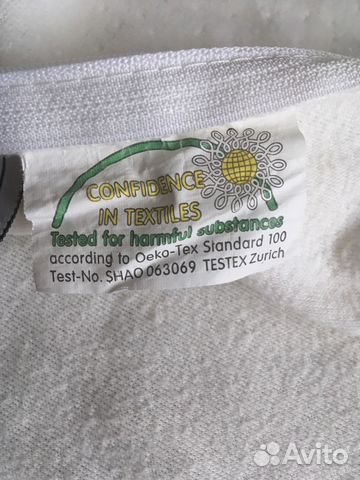 CONFIDENCE
IN TEXTILES
Tested for harmful substances
according to Oeko-Tex Standard 100
Test-No. SHAO 063069 TESTEX Zurich
Avito